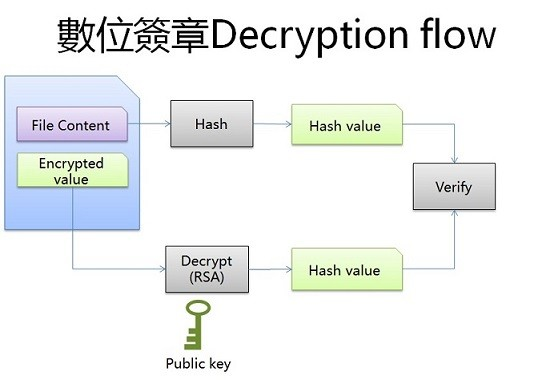 數位簽章Decryption flow
File Content
Hash
Hash value
Encrypted
value
Verify
Decrypt
(RSA)
Hash value
Public key